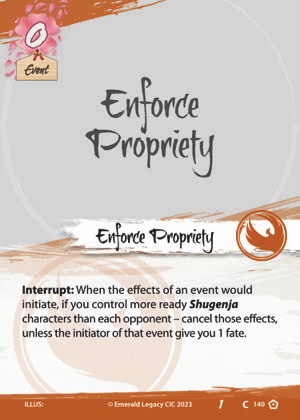 Event
Enforce
Propriety
Enforce Propriety
Interrupt: When the effects of an event would
initiate, if you control more ready Shugenja
characters than each opponent – cancel those effects,
unless the initiator of that event give you 1 fate.
ILLUS: © Emerald Legacy CIC 2023 1 C 140